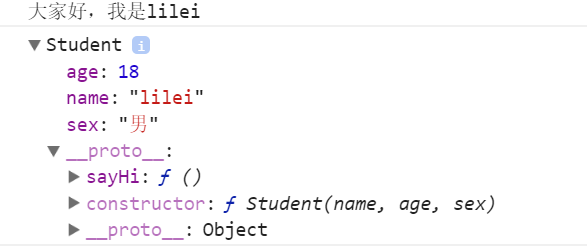 大家好，我是lilei
Student i
age: 18
name: "lilei"
sex: "男"
__proto__:
sayHi: ƒ ()
constructor: ƒ Student(name, age, sex)
__proto__: Object